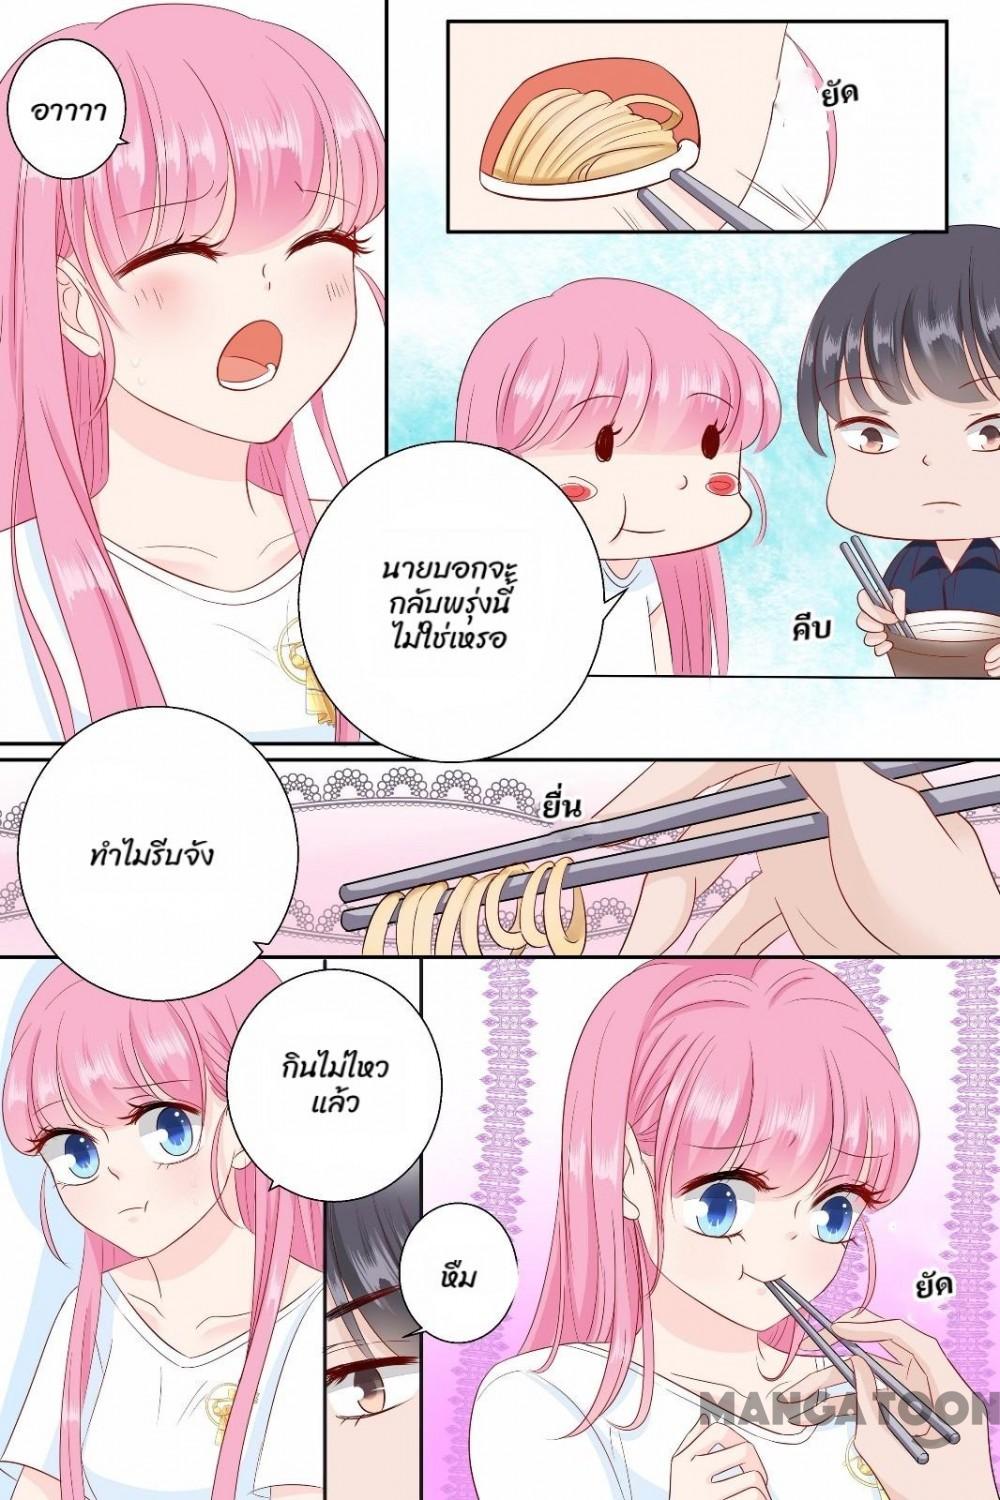 อาาาา
ยัด
นายบอกจะ
กลับพรุ่งนี้
ไม่ใช่เหรอ
คีบ
ทำไมรีบจัง
ยื่น
กินไม่ไหว
แล้ว
หืม
ยัด
MANGATOON